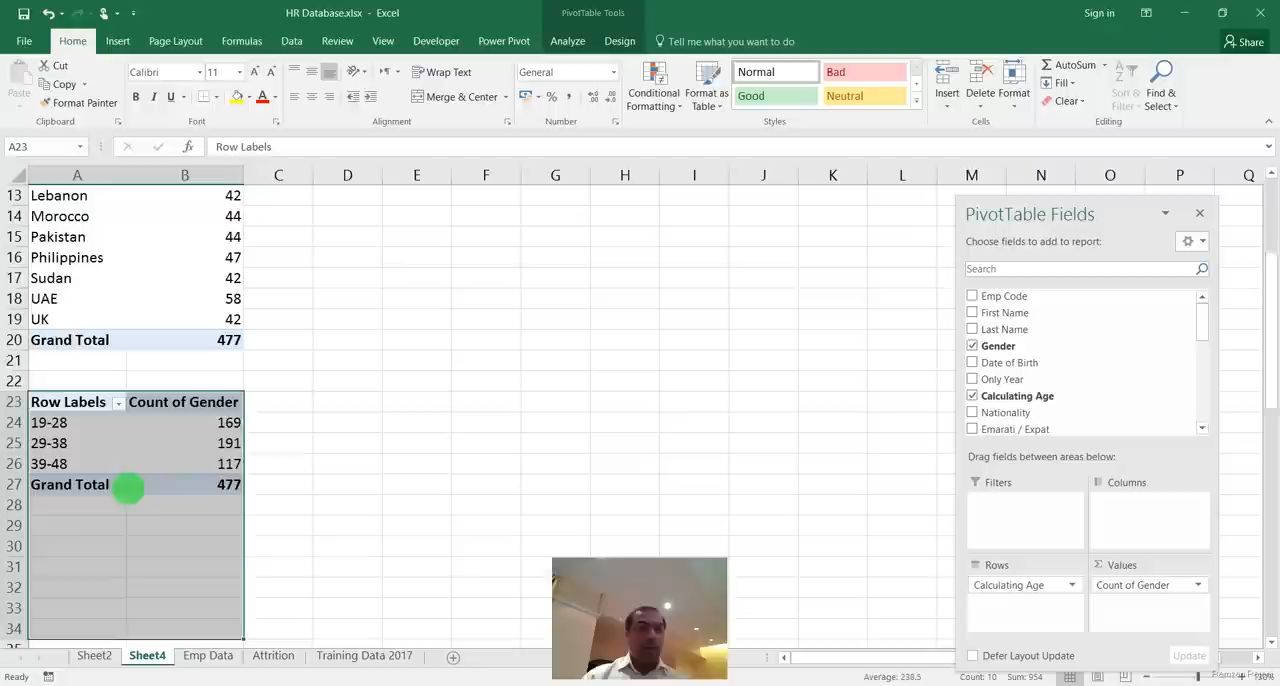 HR Database.xlsx - Excel
PivotTable Tools
Sign in
File Home Insert Page Layout Formulas Data Review View Developer Power Pivot Analyze Design Tell me what you want to do Share
Paste
Cut
Copy
Format Painter
Clipboard
Calibri 11
B I U
Font
Wrap Text
Merge & Center
Alignment
General
%
Number
Conditional Formatting
Format as Table
Normal Bad
Good Neutral
Styles
Insert Delete Format
Cells
AutoSum
Fill
Clear
Sort & Filter
Find & Select
Editing
A23 fx Row Labels
A B C D E F G H I J K L M N O P Q
13 Lebanon 42
14 Morocco 44
15 Pakistan 44
16 Philippines 47
17 Sudan 42
18 UAE 58
19 UK 42
20 Grand Total 477
21
22
23 Row Labels Count of Gender
24 19-28 169
25 29-38 191
26 39-48 117
27 Grand Total 477
28
29
30
31
32
33
34
PivotTable Fields
Choose fields to add to report:
Search
Emp Code
First Name
Last Name
Gender
Date of Birth
Only Year
Calculating Age
Nationality
Emarati / Expat
Drag fields between areas below:
Filters Columns
Rows Values
Calculating Age Count of Gender
Defer Layout Update Update
Sheet2 Sheet4 Emp Data Attrition Training Data 2017
Ready Average: 238.5 Count: 10 Sum: 954